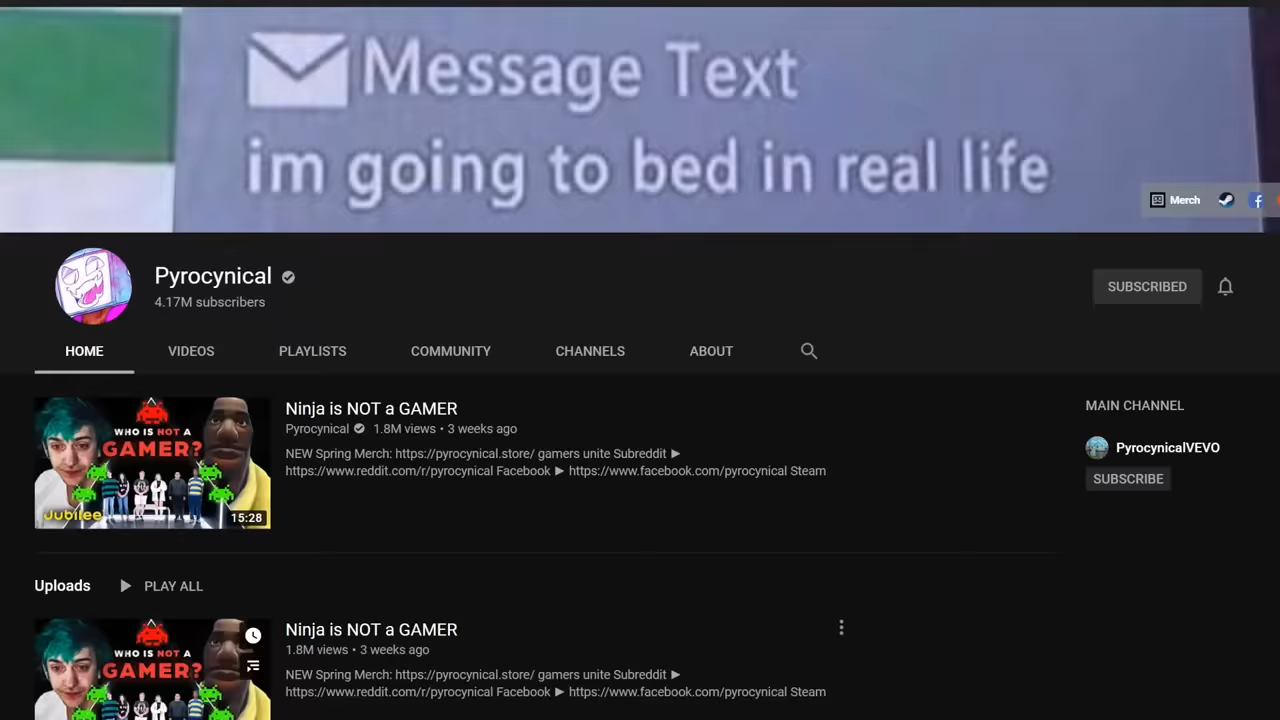 Message Text
im going to bed in real life
Merch
Pyrocynical
4.17M subscribers
SUBSCRIBED
HOME VIDEOS PLAYLISTS COMMUNITY CHANNELS ABOUT
WHO IS NOT A
GAMER?
Jubilee
15:28
Ninja is NOT a GAMER
Pyrocynical 1.8M views • 3 weeks ago
NEW Spring Merch: https://pyrocynical.store/ gamers unite Subreddit ►
https://www.reddit.com/r/pyrocynical Facebook ► https://www.facebook.com/pyrocynical Steam
MAIN CHANNEL
PyrocynicalVEVO
SUBSCRIBE
Uploads PLAY ALL
WHO IS NOT A
GAMER?
Ninja is NOT a GAMER
1.8M views • 3 weeks ago
NEW Spring Merch: https://pyrocynical.store/ gamers unite Subreddit ►
https://www.reddit.com/r/pyrocynical Facebook ► https://www.facebook.com/pyrocynical Steam